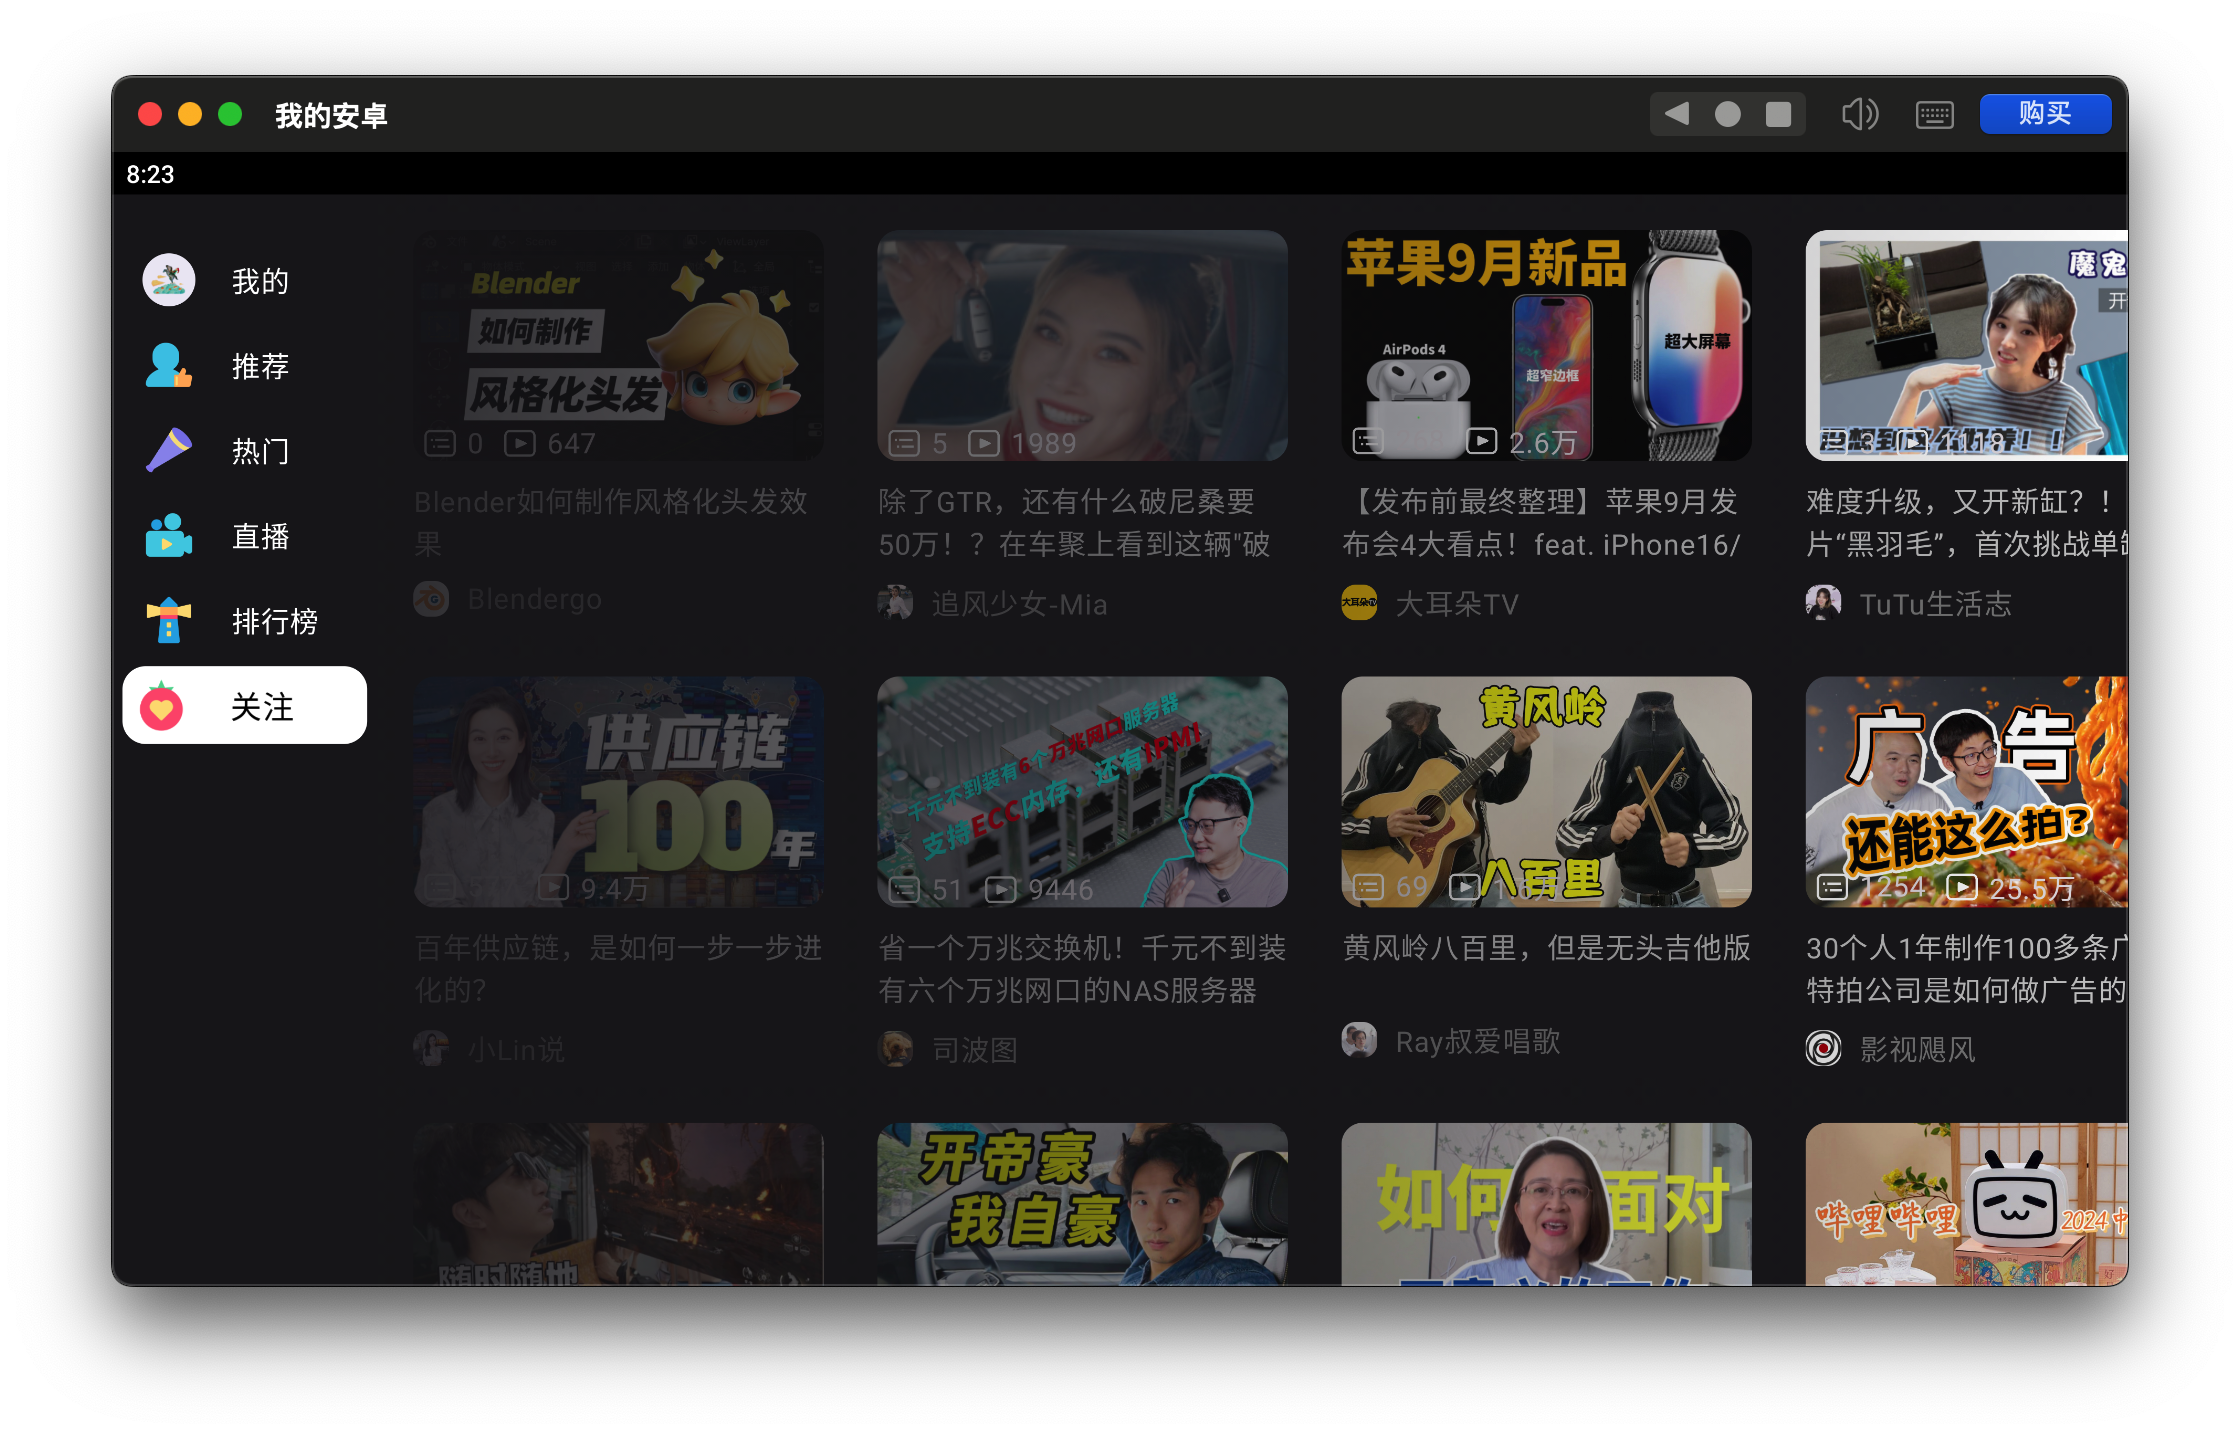 我的安卓
购买
8:23
我的
推荐
热门
直播
排行榜
关注
Blender
如何制作
风格化头发
0 647
Blender如何制作风格化头发效
果
Blendergo
5 1989
除了GTR，还有什么破尼桑要
50万！？在车聚上看到这辆"破
追风少女-Mia
苹果9月新品
AirPods 4
超窄边框
超大屏幕
2.6万
【发布前最终整理】苹果9月发
布会4大看点！feat. iPhone16/
大耳朵TV
大耳朵TV
魔鬼
开
没想到这么好养！！
3 1118
难度升级，又开新缸？！
片“黑羽毛”，首次挑战单缸
TuTu生活志
供应链
100年
9.4万
百年供应链，是如何一步一步进
化的？
小Lin说
千元不到装有6个万兆网口服务器
支持ECC内存，还有IPMI
51 9446
省一个万兆交换机！千元不到装
有六个万兆网口的NAS服务器
司波图
黄风岭
八百里
69
黄风岭八百里，但是无头吉他版
Ray叔爱唱歌
广告
还能这么拍?
1254 25.5万
30个人1年制作100多条广
特拍公司是如何做广告的
影视飓风
随时随地
开帝豪
我自豪
如何面对
哔哩哔哩
2024中